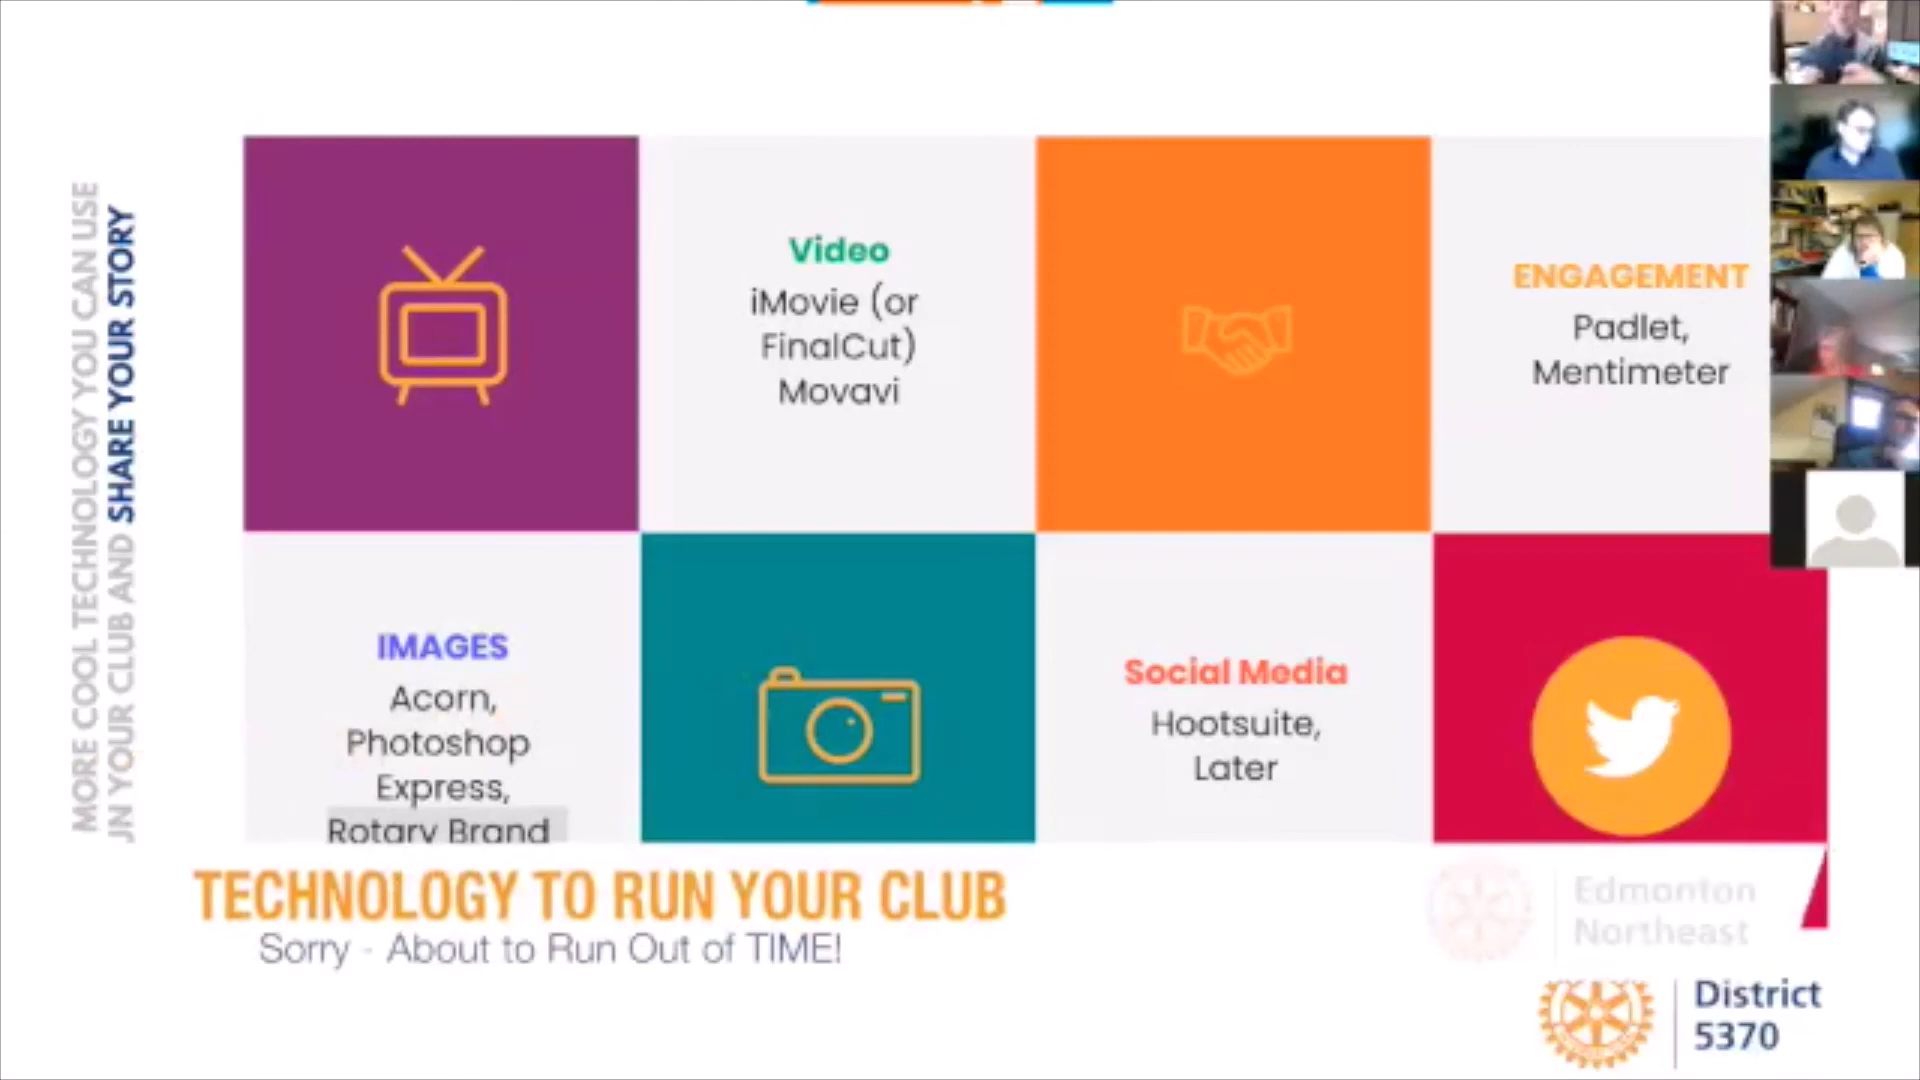 MORE COOL TECHNOLOGY YOU CAN USE
JN YOUR CLUB AND SHARE YOUR STORY
Video
iMovie (or
FinalCut)
Movavi
ENGAGEMENT
Padlet,
Mentimeter
IMAGES
Acorn,
Photoshop
Express,
Rotary Brand
Social Media
Hootsuite,
Later
TECHNOLOGY TO RUN YOUR CLUB
Sorry - About to Run Out of TIME!
Edmonton
Northeast
District
5370